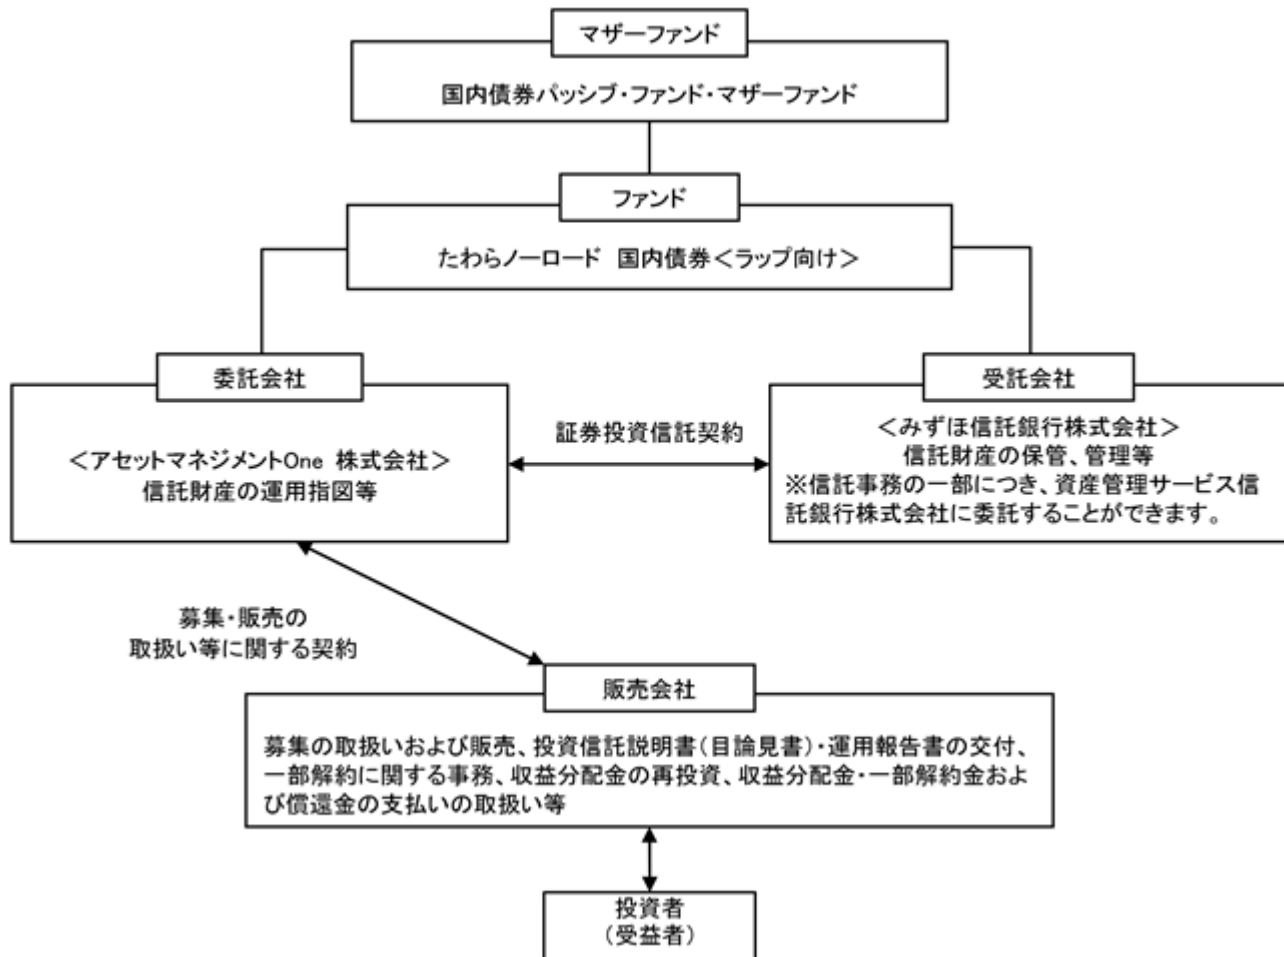 マザーファンド
国内債券パッシブ・ファンド・マザーファンド
ファンド
たわらノーロード 国内債券＜ラップ向け＞
委託会社
＜アセットマネジメントOne 株式会社＞
信託財産の運用指図等
証券投資信託契約
受託会社
＜みずほ信託銀行株式会社＞
信託財産の保管、管理等
※信託事務の一部につき、資産管理サービス信
託銀行株式会社に委託することができます。
募集・販売の
取扱い等に関する契約
販売会社
募集の取扱いおよび販売、投資信託説明書（目論見書）・運用報告書の交付、
一部解約に関する事務、収益分配金の再投資、収益分配金・一部解約金およ
び償還金の支払いの取扱い等
投資者
（受益者）